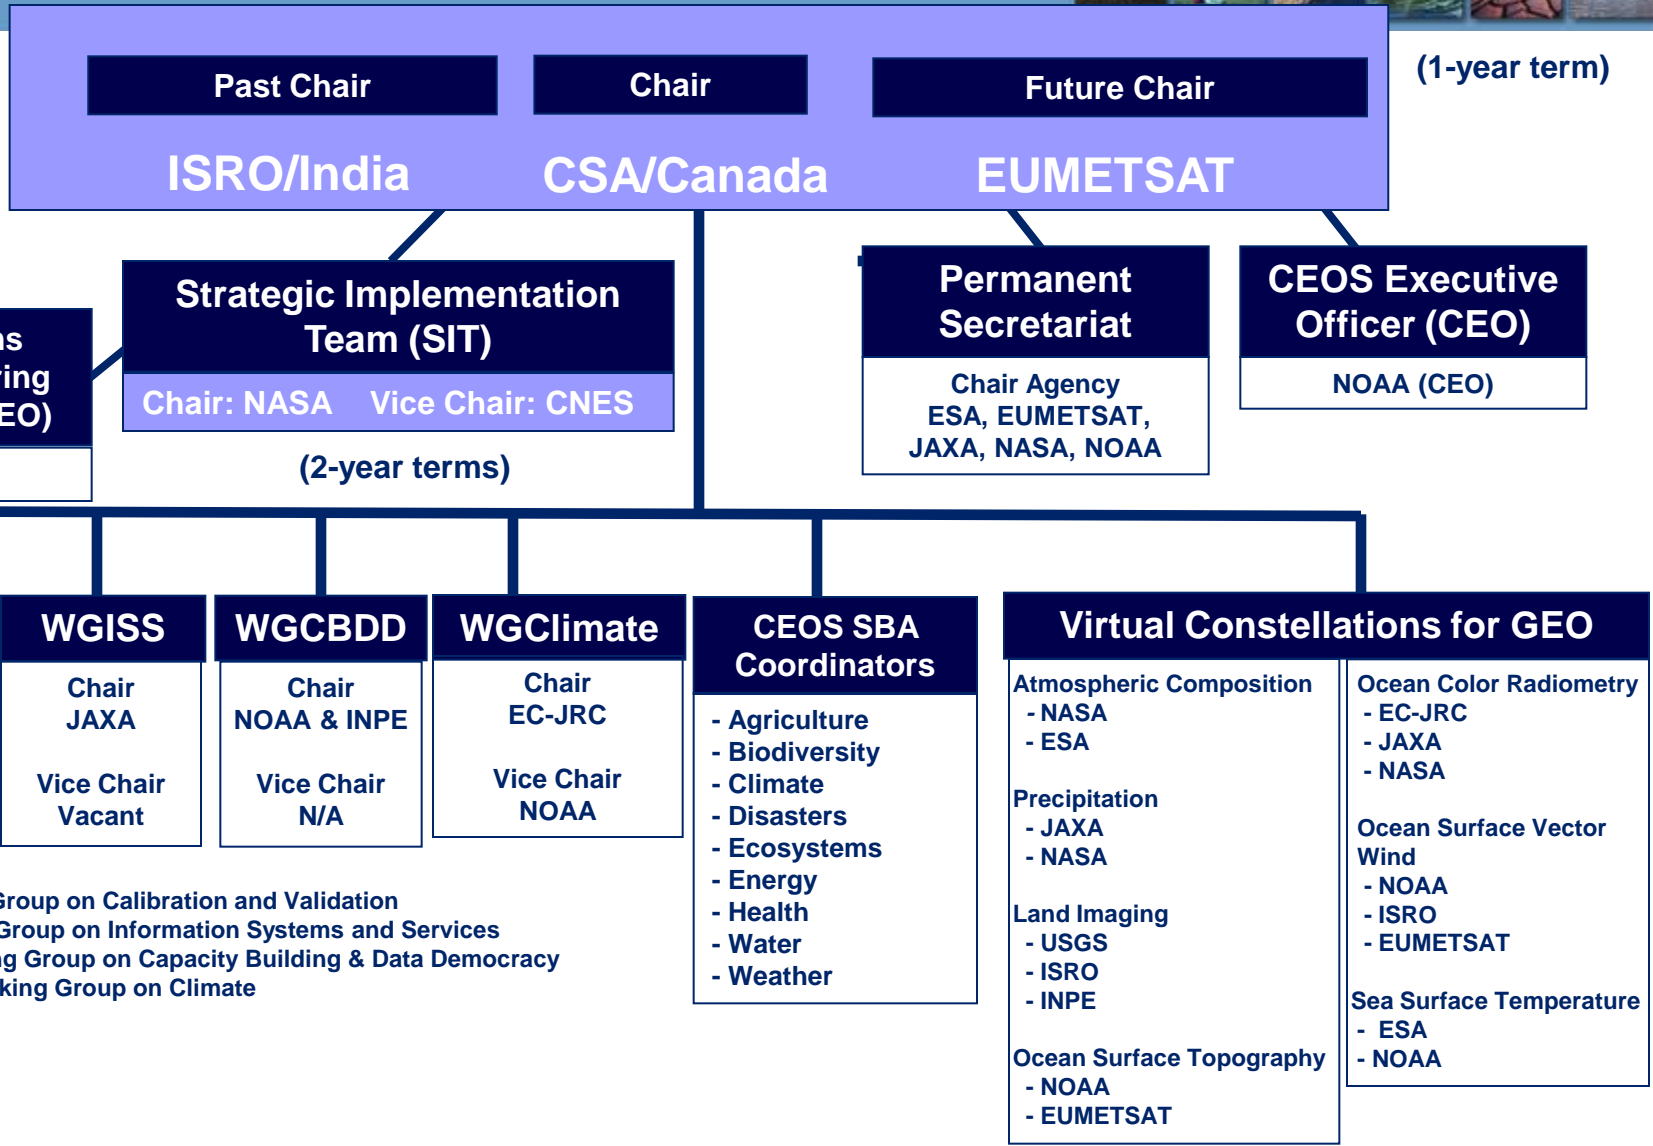 Past Chair
Chair
Future Chair
(1-year term)
ISRO/India
CSA/Canada
EUMETSAT
Strategic Implementation
Team (SIT)
Chair: NASA Vice Chair: CNES
(2-year terms)
Permanent
Secretariat
Chair Agency
ESA, EUMETSAT,
JAXA, NASA, NOAA
CEOS Executive
Officer (CEO)
NOAA (CEO)
EO)
WGISS
Chair
JAXA
Vice Chair
Vacant
WGCBDD
Chair
NOAA & INPE
Vice Chair
N/A
WGClimate
Chair
EC-JRC
Vice Chair
NOAA
CEOS SBA
Coordinators
- Agriculture
- Biodiversity
- Climate
- Disasters
- Ecosystems
- Energy
- Health
- Water
- Weather
Virtual Constellations for GEO
Atmospheric Composition
- NASA
- ESA
Precipitation
- JAXA
- NASA
Land Imaging
- USGS
- ISRO
- INPE
Ocean Surface Topography
- NOAA
- EUMETSAT
Ocean Color Radiometry
- EC-JRC
- JAXA
- NASA
Ocean Surface Vector
Wind
- NOAA
- ISRO
- EUMETSAT
Sea Surface Temperature
- ESA
- NOAA
Group on Calibration and Validation
Group on Information Systems and Services
Group on Capacity Building & Data Democracy
Group on Climate